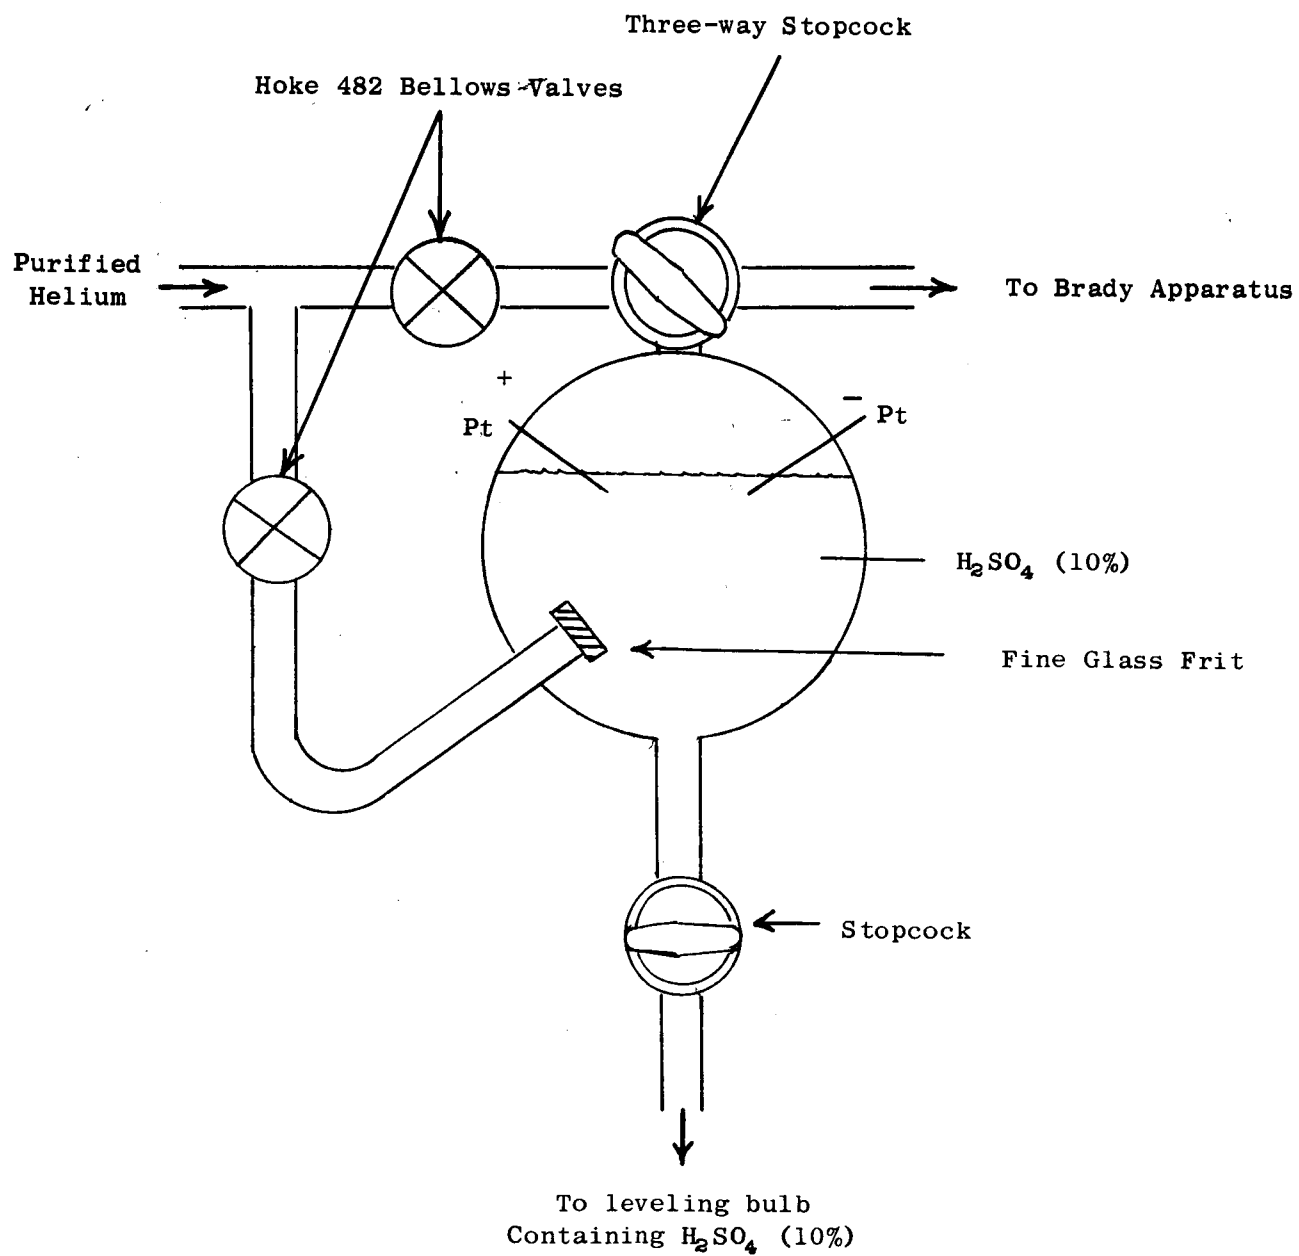 Three-way Stopcock
Hoke 482 Bellows Valves
Purified
Helium
To Brady Apparatus
+
−
Pt
Pt
H₂SO₄ (10%)
Fine Glass Frit
Stopcock
To leveling bulb
Containing H₂SO₄ (10%)